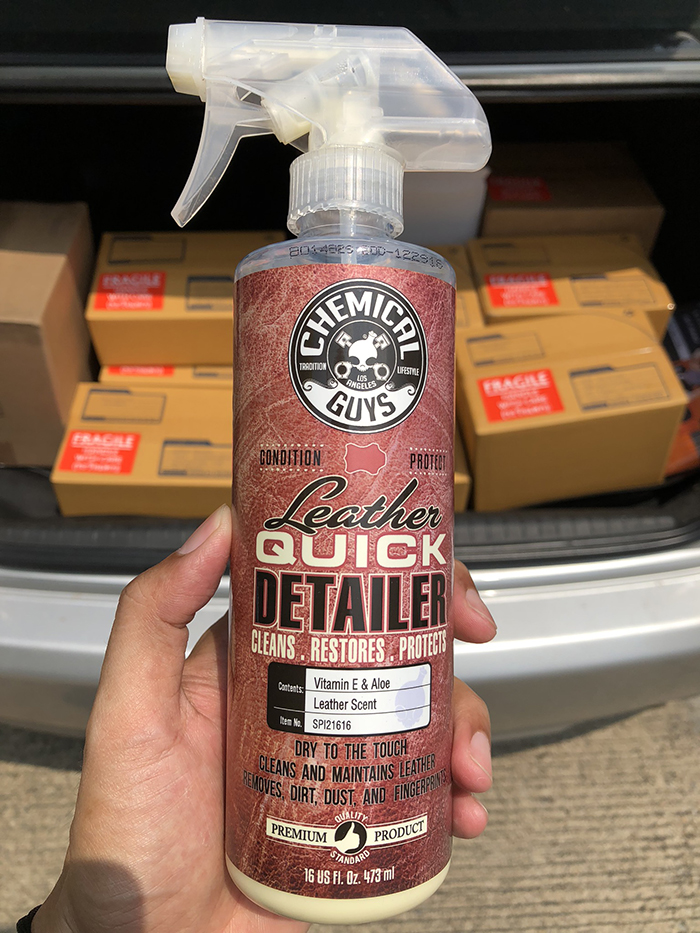 CHEMICAL
TRADITION
LIFESTYLE
LOS
ANGELES
GUYS
CONDITION
PROTECT
Leather
QUICK
DETAILER
CLEANS . RESTORES . PROTECTS
Contents: Vitamin E & Aloe
Leather Scent
Item No. SPI21616
DRY TO THE TOUCH
CLEANS AND MAINTAINS LEATHER
REMOVES, DIRT, DUST, AND FINGERPRINTS
QUALITY
PREMIUM PRODUCT
STANDARD
16 US Fl. Oz. 473 ml
FRAGILE
FRAGILE
FRAGILE
FRAGILE